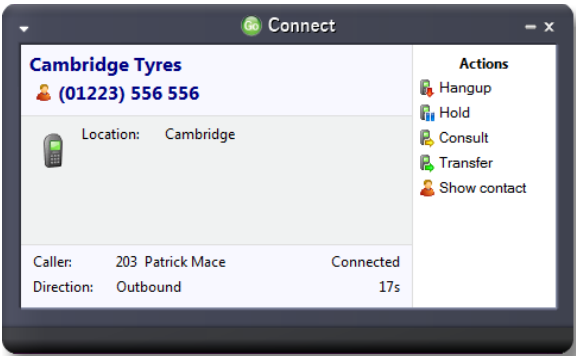 Go Connect
Cambridge Tyres
(01223) 556 556
Location: Cambridge
Caller: 203 Patrick Mace Connected
Direction: Outbound 17s
Actions
Hangup
Hold
Consult
Transfer
Show contact